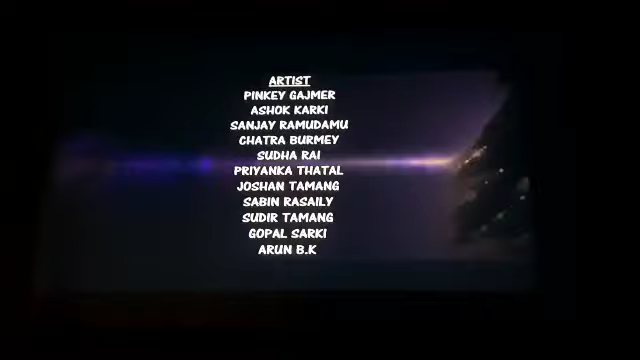 ARTIST
PINKEY GAJMER
ASHOK KARKI
SANJAY RAMUDAMU
CHATRA BURMEY
SUDHA RAI
PRIYANKA THATAL
JOSHAN TAMANG
SABIN RASAILY
SUDIR TAMANG
GOPAL SARKI
ARUN B.K